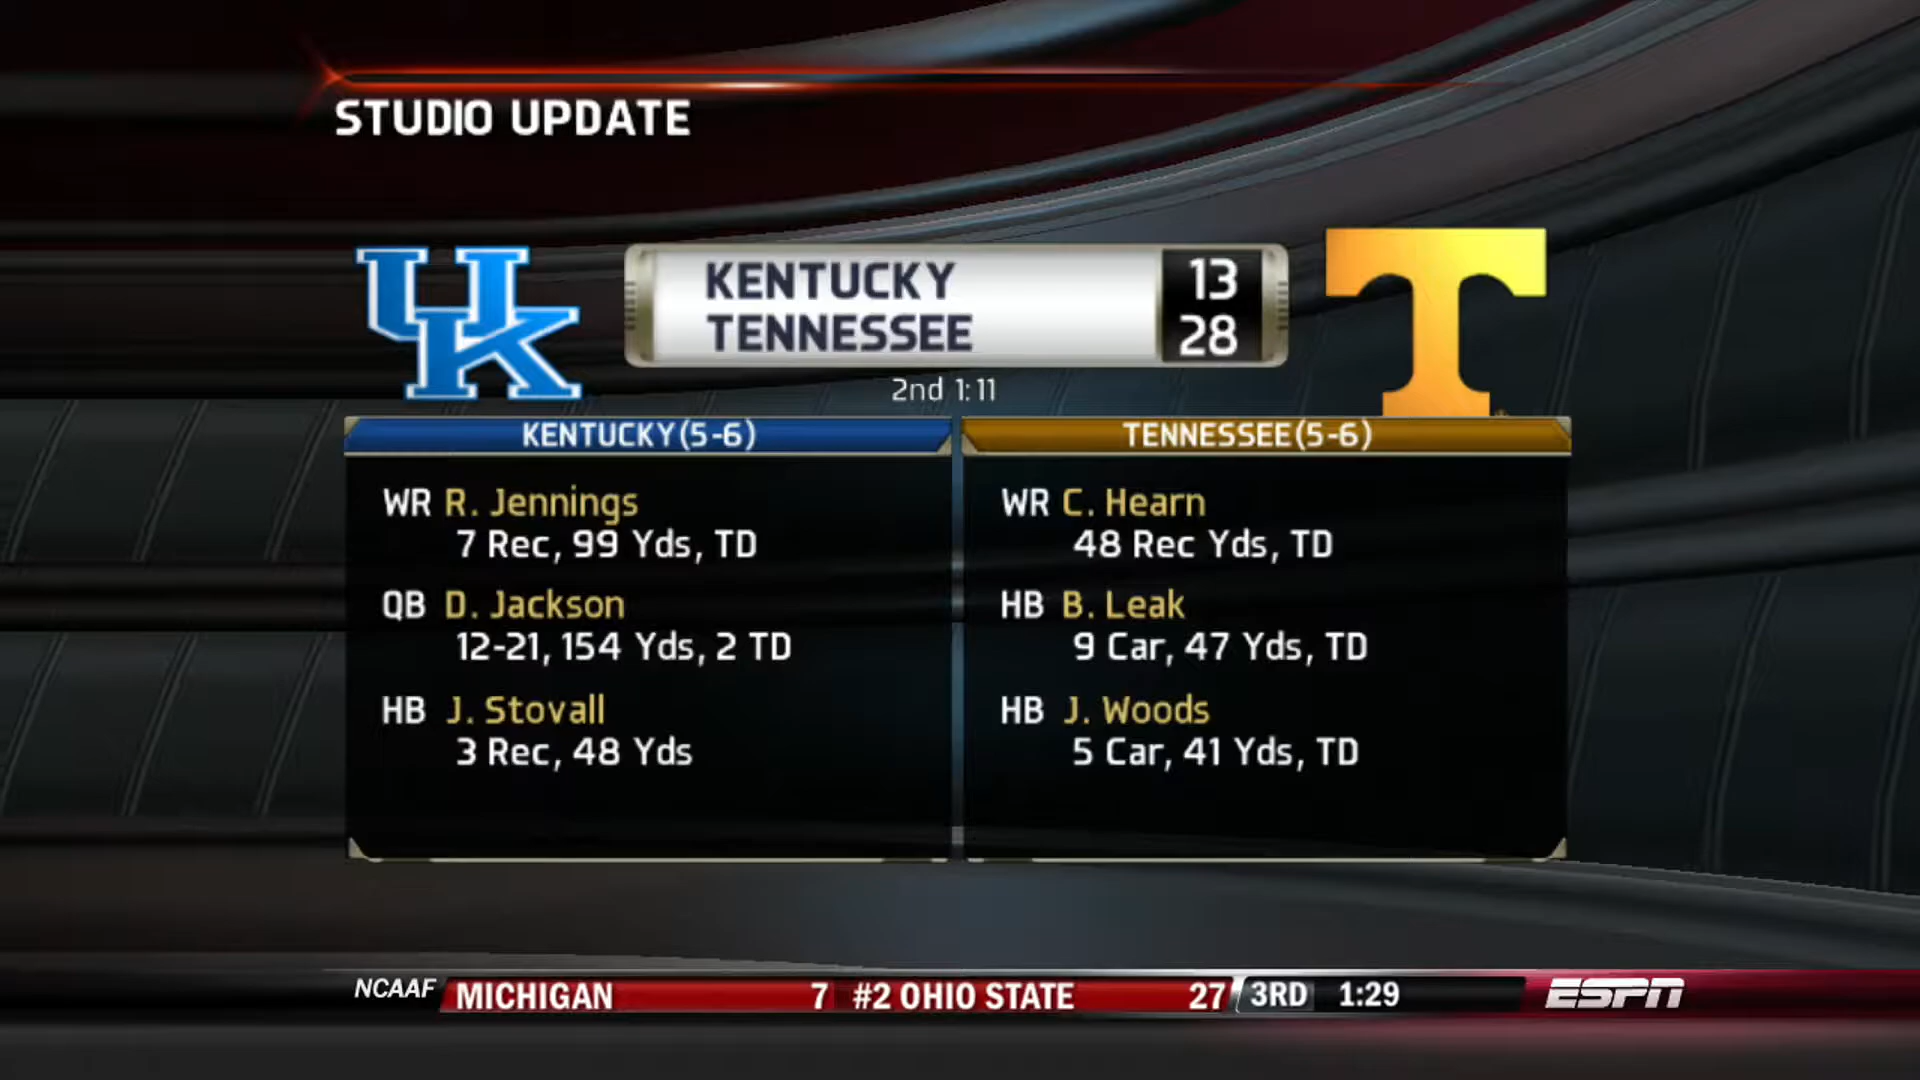 STUDIO UPDATE
KENTUCKY 13
TENNESSEE 28
2nd 1:11
KENTUCKY(5-6)
WR R. Jennings
7 Rec, 99 Yds, TD
QB D. Jackson
12-21, 154 Yds, 2 TD
HB J. Stovall
3 Rec, 48 Yds
TENNESSEE(5-6)
WR C. Hearn
48 Rec Yds, TD
HB B. Leak
9 Car, 47 Yds, TD
HB J. Woods
5 Car, 41 Yds, TD
NCAAF MICHIGAN 7 #2 OHIO STATE 27 3RD 1:29 ESPN
UK
T